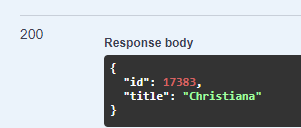 200
Response body
{
"id": 17383,
"title": "Christiana"
}